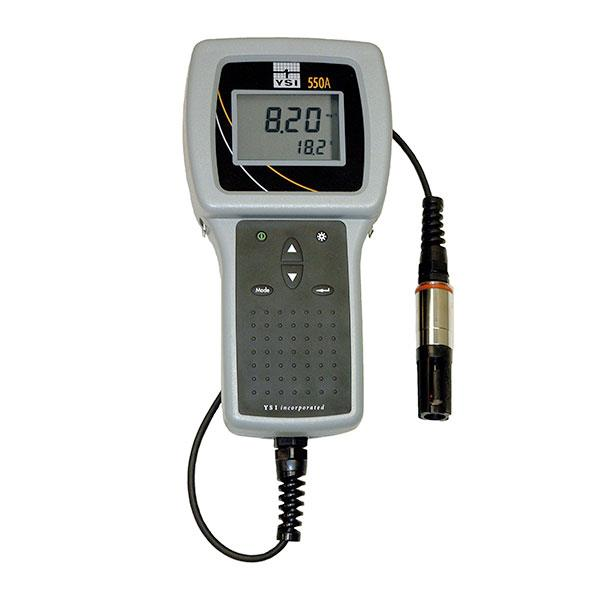 YSI
550A
8.20
18.2°
Mode
YSI incorporated